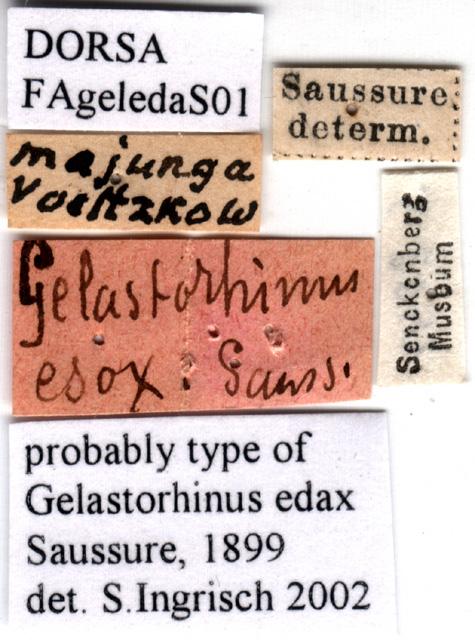 DORSA
FAgeledaS01
Saussure
determ.
majunga
Voeltzkow
Senckenberg
Museum
Gelastorhinus
esox. Sauss.
probably type of
Gelastorhinus edax
Saussure, 1899
det. S.Ingrisch 2002